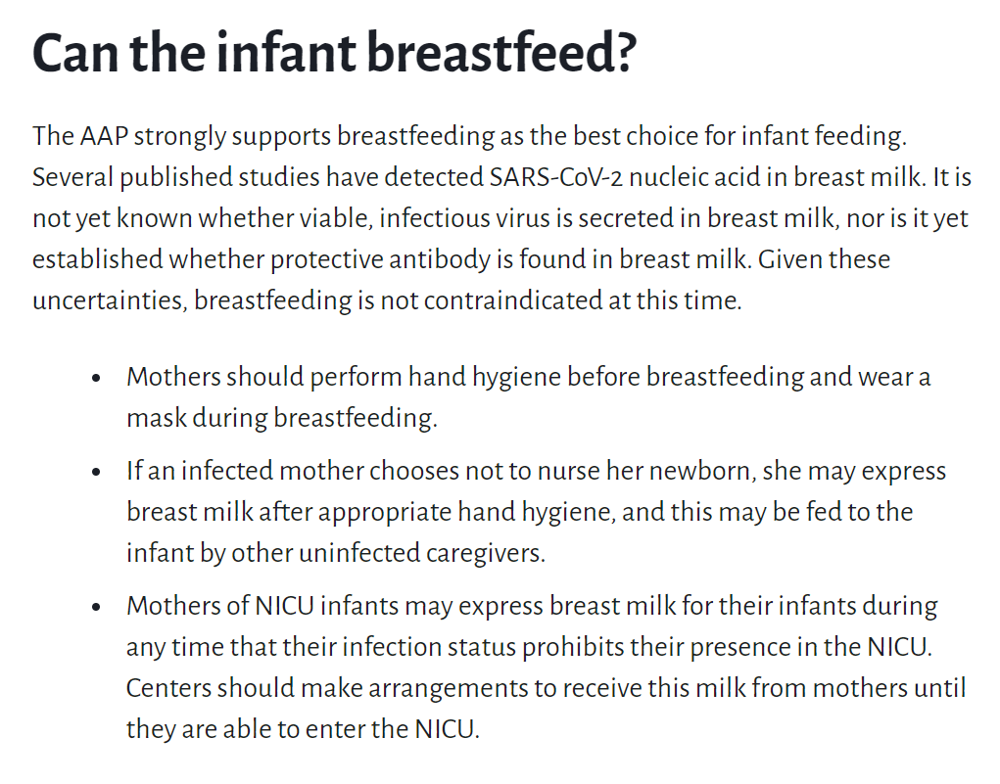 Can the infant breastfeed?
The AAP strongly supports breastfeeding as the best choice for infant feeding.
Several published studies have detected SARS-CoV-2 nucleic acid in breast milk. It is
not yet known whether viable, infectious virus is secreted in breast milk, nor is it yet
established whether protective antibody is found in breast milk. Given these
uncertainties, breastfeeding is not contraindicated at this time.
• Mothers should perform hand hygiene before breastfeeding and wear a
mask during breastfeeding.
• If an infected mother chooses not to nurse her newborn, she may express
breast milk after appropriate hand hygiene, and this may be fed to the
infant by other uninfected caregivers.
• Mothers of NICU infants may express breast milk for their infants during
any time that their infection status prohibits their presence in the NICU.
Centers should make arrangements to receive this milk from mothers until
they are able to enter the NICU.